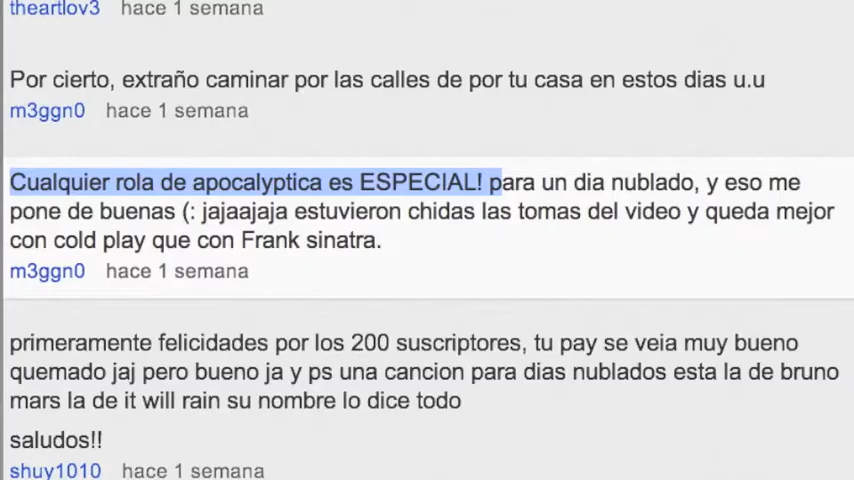 theartlov3 hace 1 semana
Por cierto, extraño caminar por las calles de por tu casa en estos dias u.u
m3ggn0 hace 1 semana
Cualquier rola de apocalyptica es ESPECIAL! para un dia nublado, y eso me
pone de buenas (: jajaajaja estuvieron chidas las tomas del video y queda mejor
con cold play que con Frank sinatra.
m3ggn0 hace 1 semana
primeramente felicidades por los 200 suscriptores, tu pay se veia muy bueno
quemado jaj pero bueno ja y ps una cancion para dias nublados esta la de bruno
mars la de it will rain su nombre lo dice todo
saludos!!
shuy1010 hace 1 semana